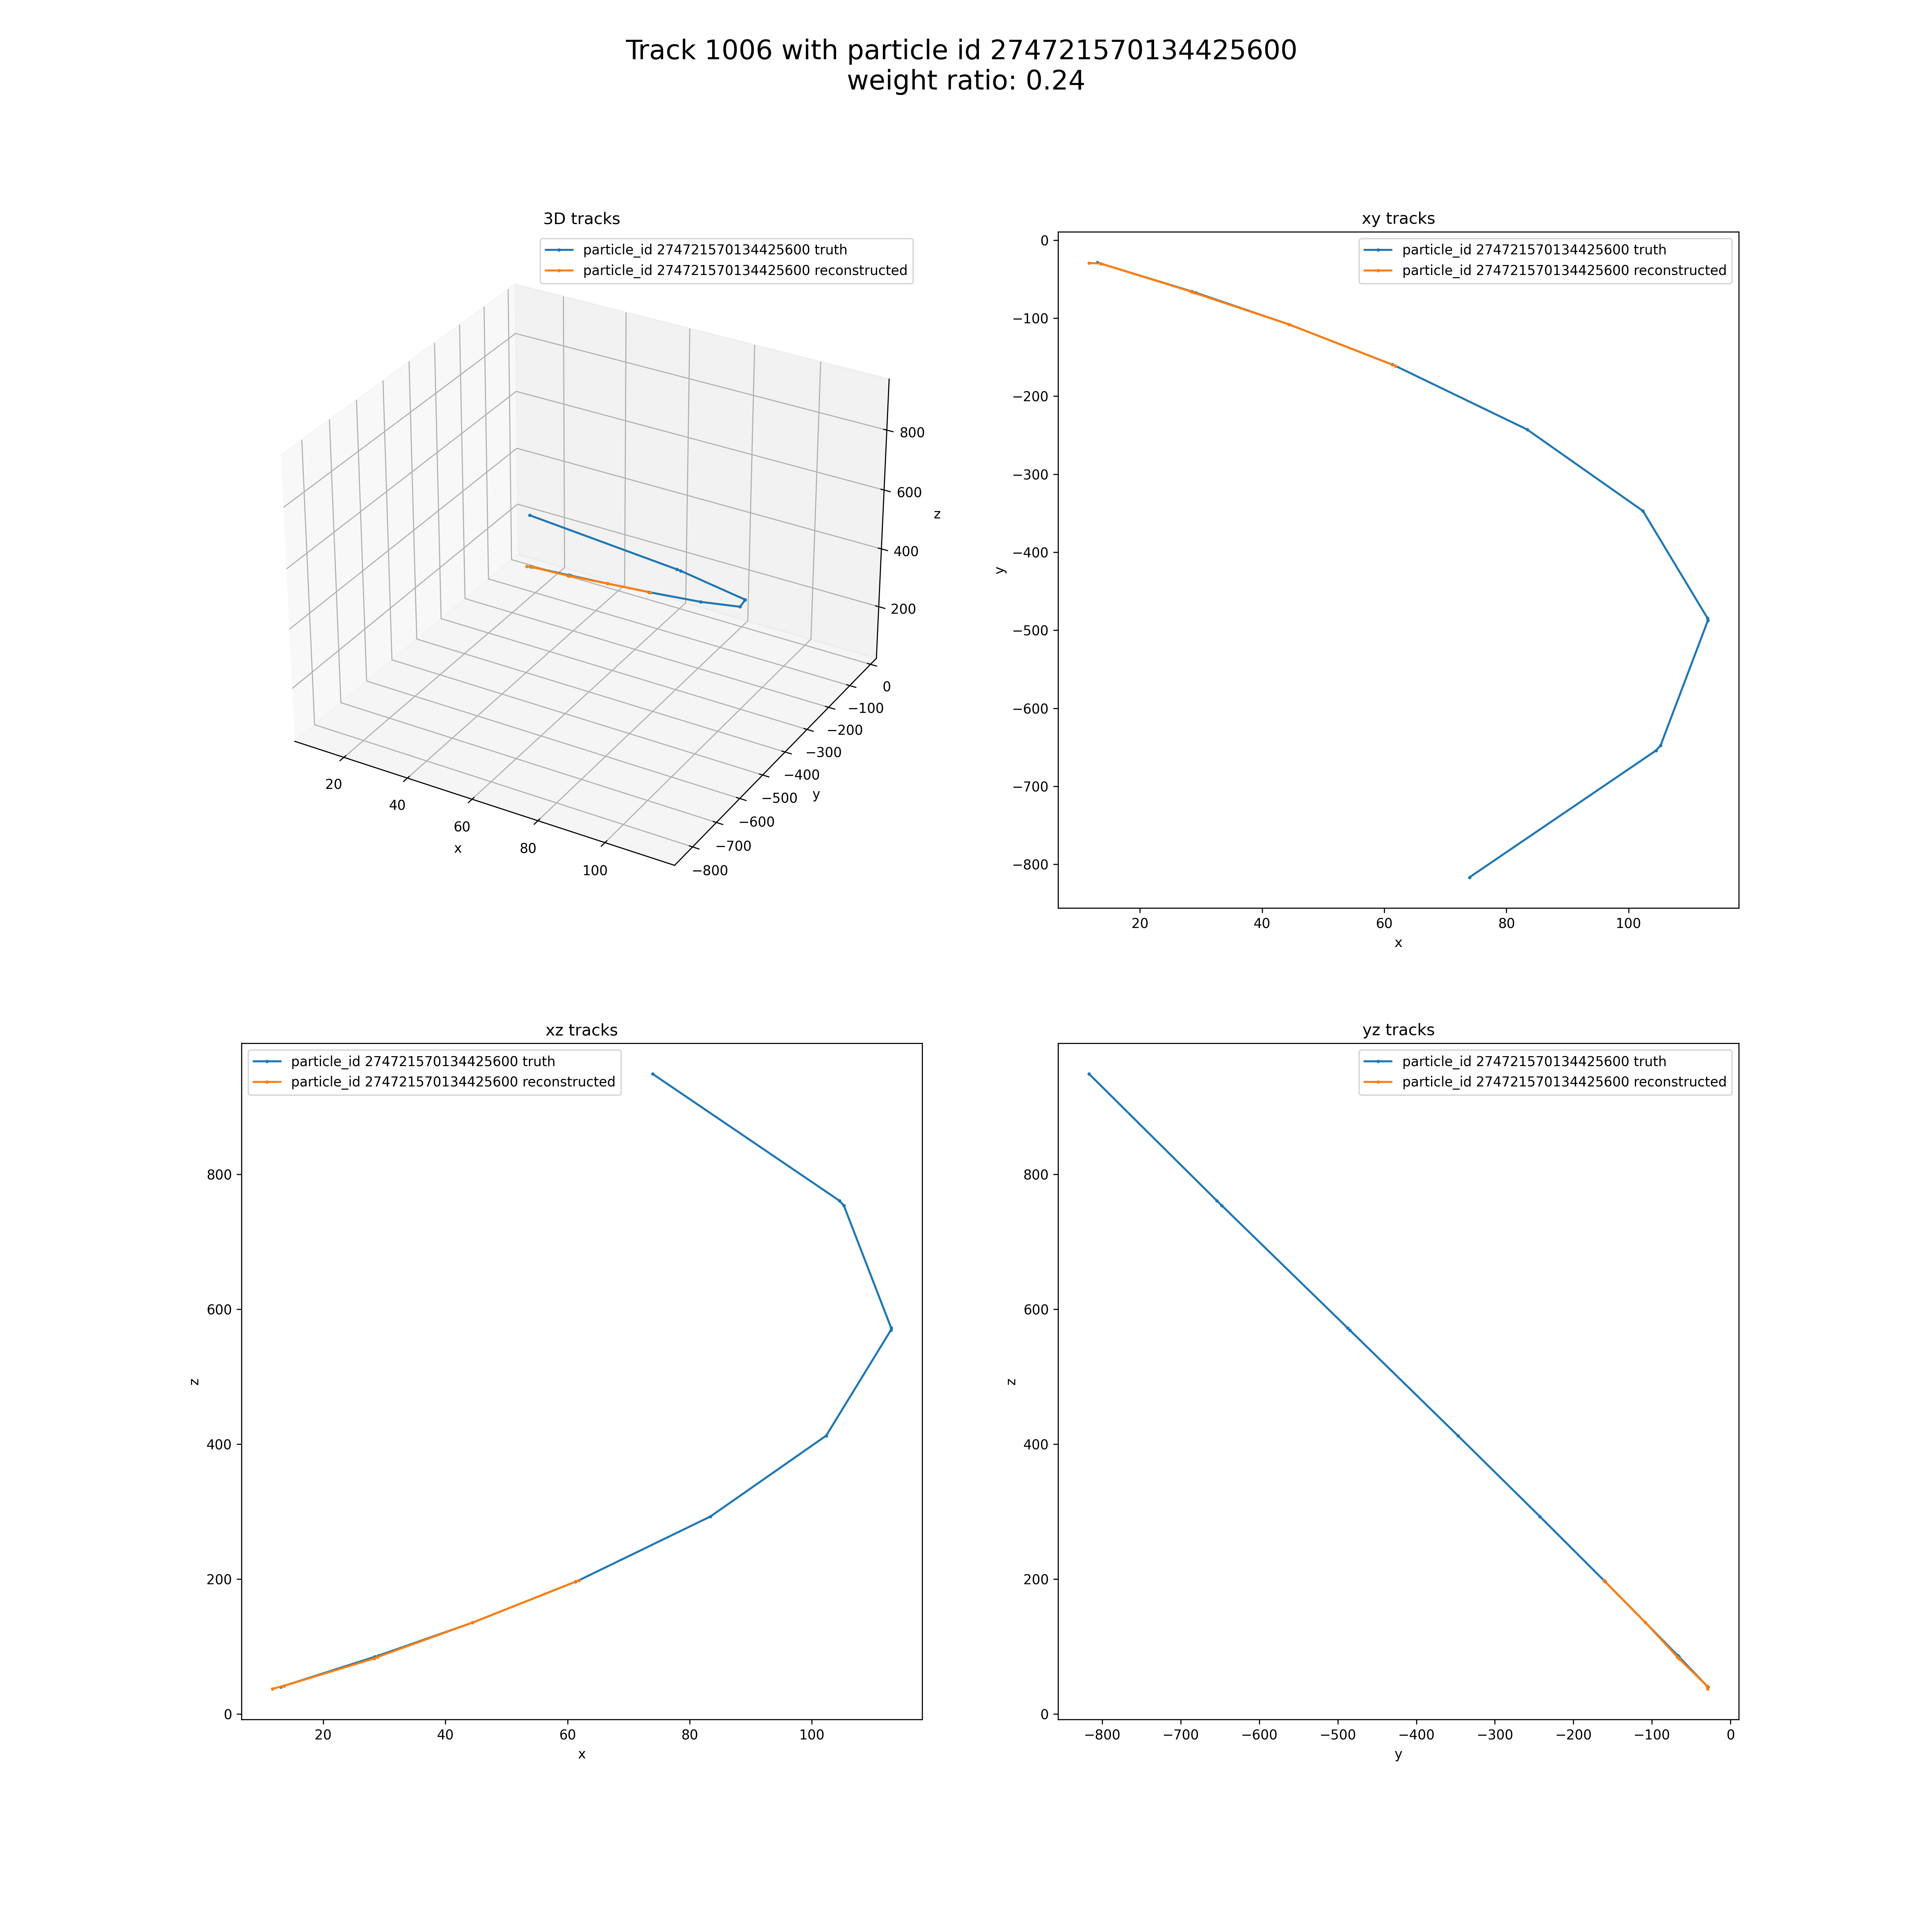 Track 1006 with particle id 274721570134425600
weight ratio: 0.24
3D tracks
particle_id 274721570134425600 truth
particle_id 274721570134425600 reconstructed
800
600
z
400
200
0
−100
−200
−300
−400
y
−500
−600
−700
−800
20
40
60
x
80
100
xy tracks
particle_id 274721570134425600 truth
particle_id 274721570134425600 reconstructed
0
−100
−200
−300
−400
y
−500
−600
−700
−800
20 40 60 80 100
x
xz tracks
particle_id 274721570134425600 truth
particle_id 274721570134425600 reconstructed
800
600
z
400
200
0
20 40 60 80 100
x
yz tracks
particle_id 274721570134425600 truth
particle_id 274721570134425600 reconstructed
800
600
z
400
200
0
−800 −700 −600 −500 −400 −300 −200 −100 0
y